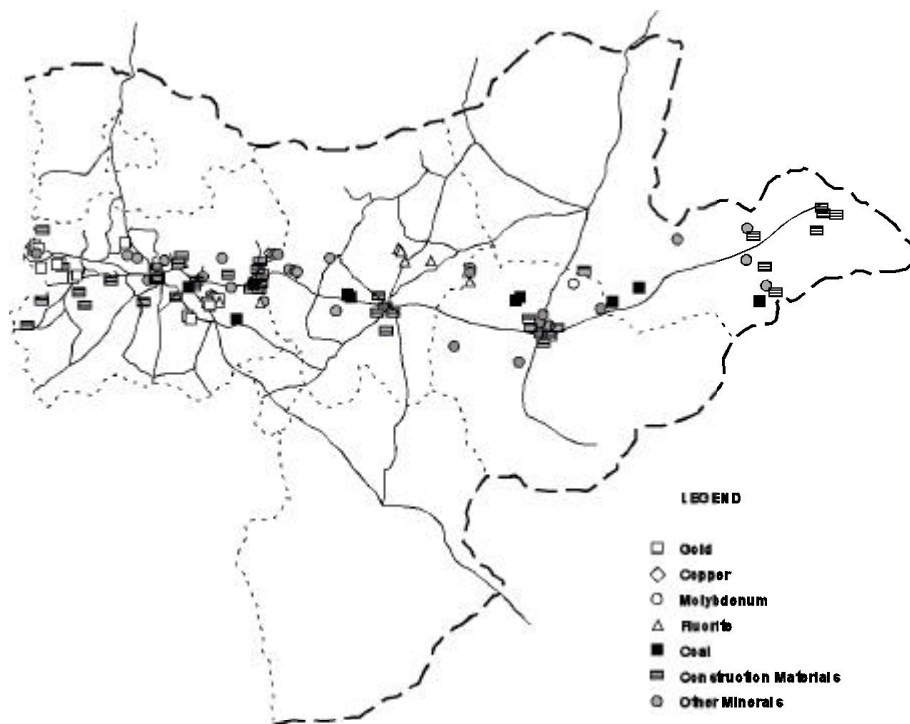 LEGEND
Gold
Copper
Molybdenum
Fluorite
Coal
Construction Materials
Other Minerals